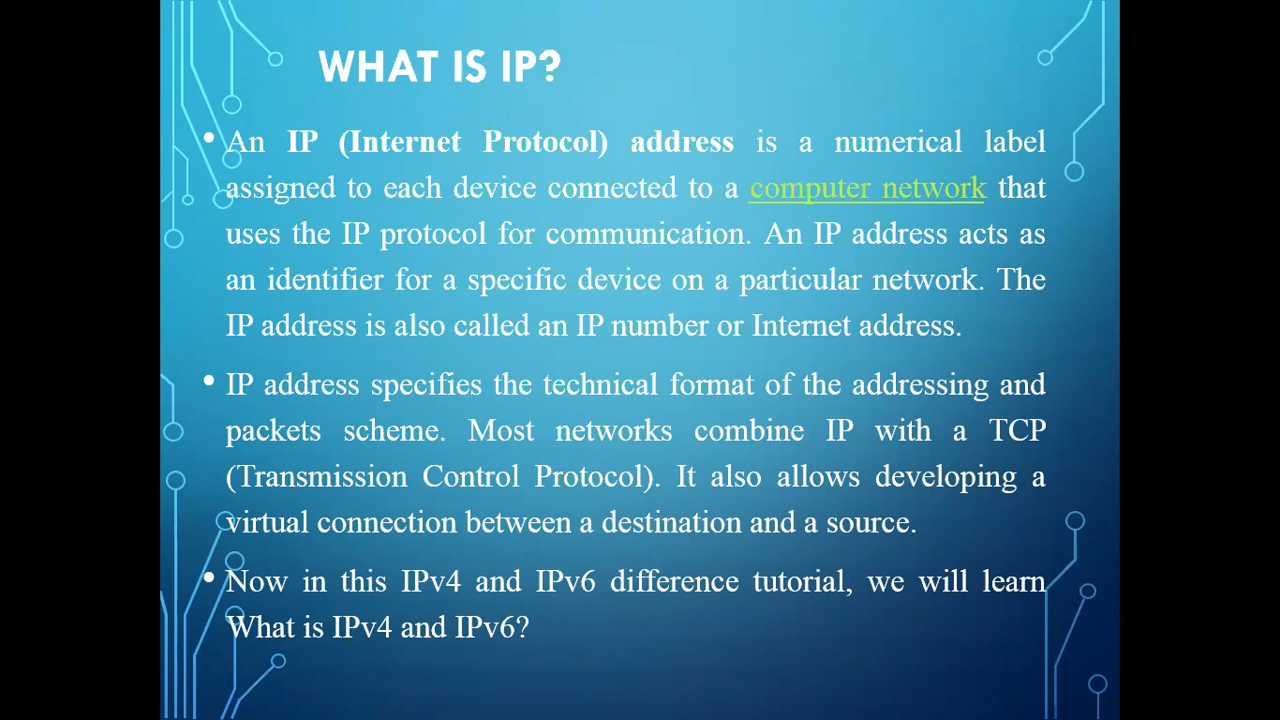 WHAT IS IP?
• An IP (Internet Protocol) address is a numerical label
assigned to each device connected to a computer network that
uses the IP protocol for communication. An IP address acts as
an identifier for a specific device on a particular network. The
IP address is also called an IP number or Internet address.
• IP address specifies the technical format of the addressing and
packets scheme. Most networks combine IP with a TCP
(Transmission Control Protocol). It also allows developing a
virtual connection between a destination and a source.
• Now in this IPv4 and IPv6 difference tutorial, we will learn
What is IPv4 and IPv6?